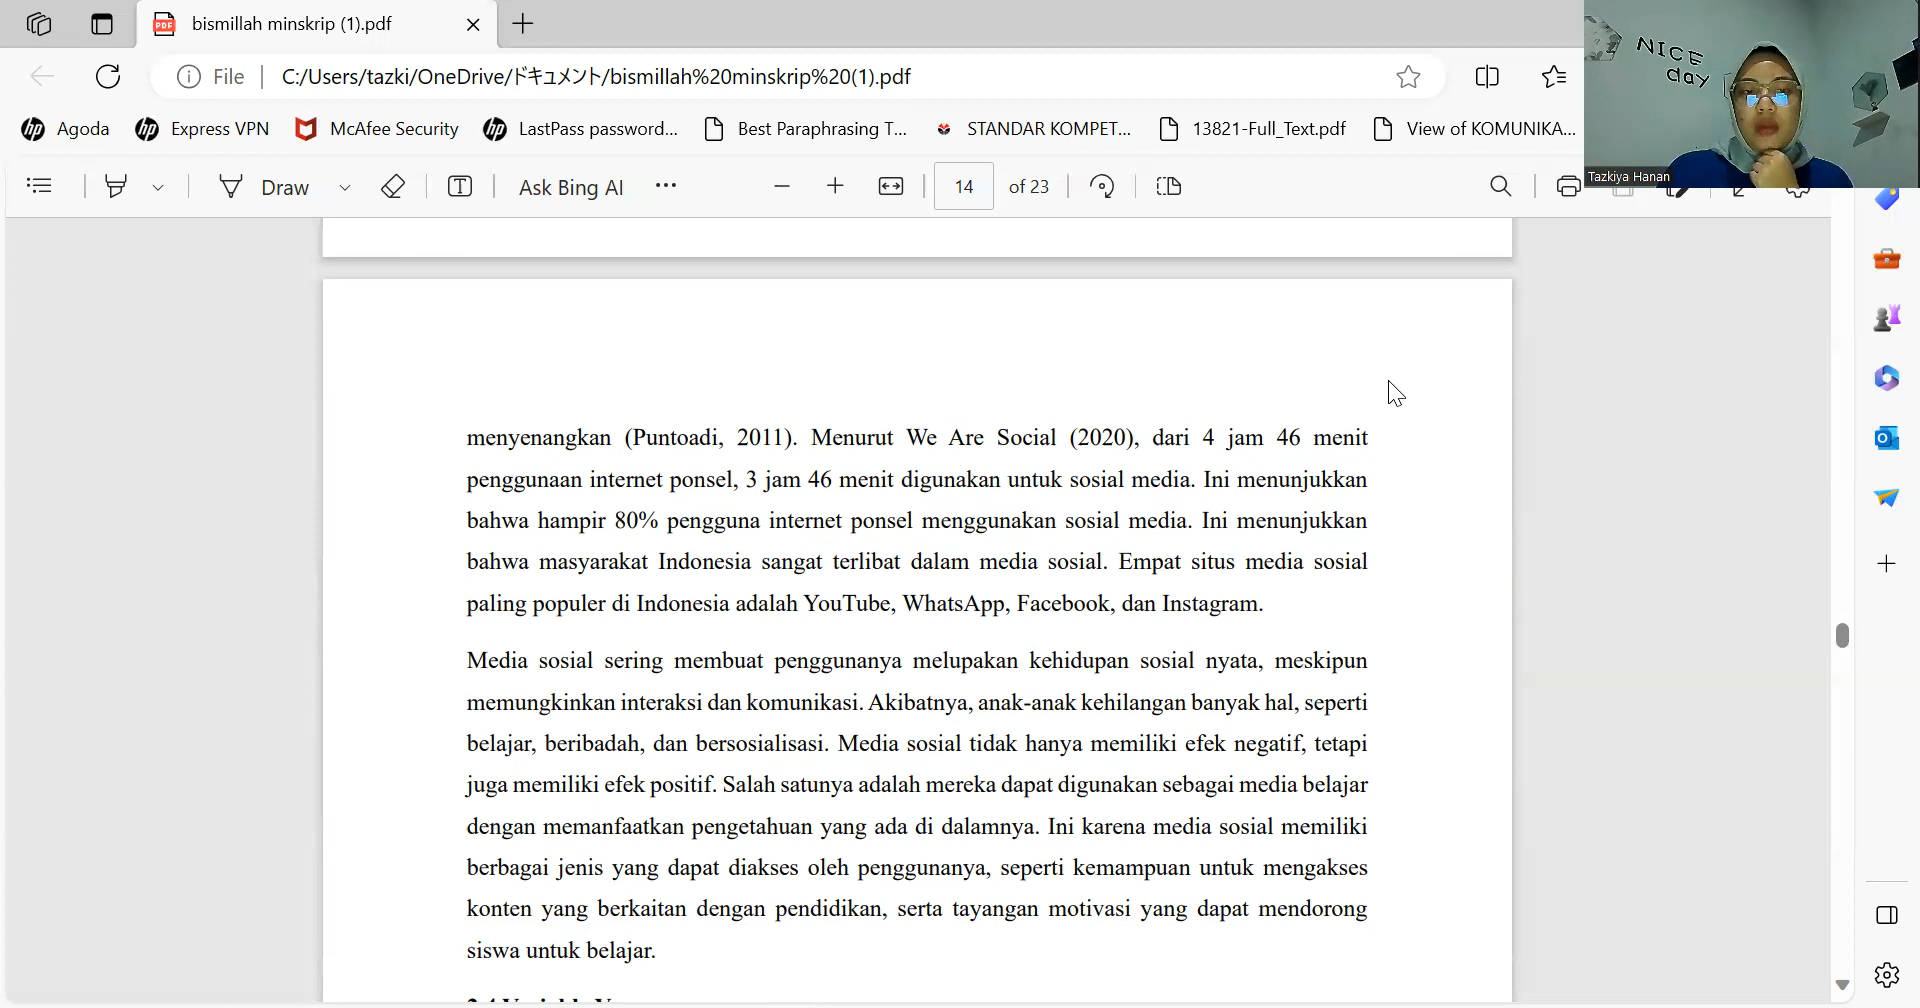 bismillah minskrip (1).pdf
File C:/Users/tazki/OneDrive/ドキュメント/bismillah%20minskrip%20(1).pdf
Agoda Express VPN McAfee Security LastPass password... Best Paraphrasing T... STANDAR KOMPET... 13821-Full_Text.pdf View of KOMUNIKA...
NICE
day
Tazkiya Hanan
Draw Ask Bing AI 14 of 23
menyenangkan (Puntoadi, 2011). Menurut We Are Social (2020), dari 4 jam 46 menit
penggunaan internet ponsel, 3 jam 46 menit digunakan untuk sosial media. Ini menunjukkan
bahwa hampir 80% pengguna internet ponsel menggunakan sosial media. Ini menunjukkan
bahwa masyarakat Indonesia sangat terlibat dalam media sosial. Empat situs media sosial
paling populer di Indonesia adalah YouTube, WhatsApp, Facebook, dan Instagram.
Media sosial sering membuat penggunanya melupakan kehidupan sosial nyata, meskipun
memungkinkan interaksi dan komunikasi. Akibatnya, anak-anak kehilangan banyak hal, seperti
belajar, beribadah, dan bersosialisasi. Media sosial tidak hanya memiliki efek negatif, tetapi
juga memiliki efek positif. Salah satunya adalah mereka dapat digunakan sebagai media belajar
dengan memanfaatkan pengetahuan yang ada di dalamnya. Ini karena media sosial memiliki
berbagai jenis yang dapat diakses oleh penggunanya, seperti kemampuan untuk mengakses
konten yang berkaitan dengan pendidikan, serta tayangan motivasi yang dapat mendorong
siswa untuk belajar.